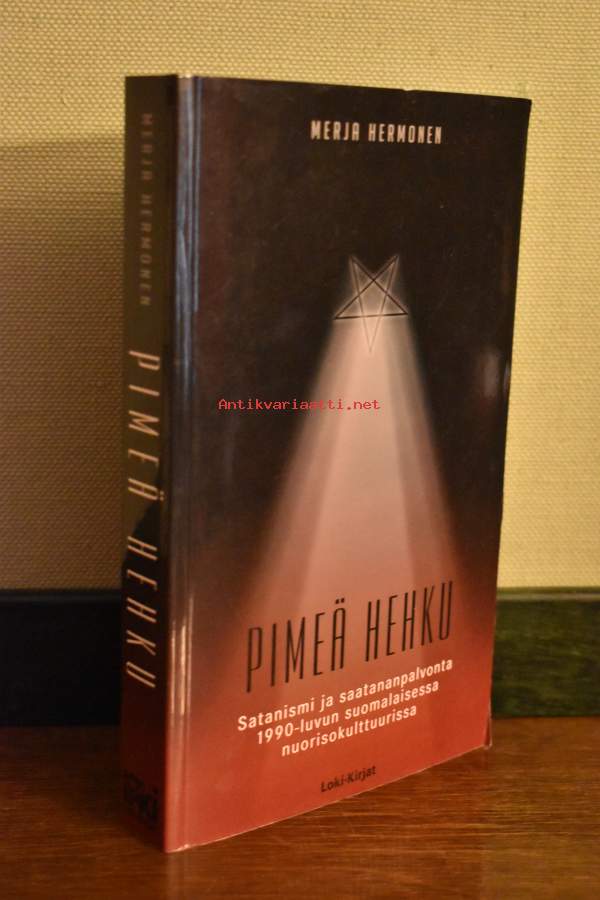 MERJA HERMONEN
PIMEÄ HEHKU
MERJA HERMONEN
Antikvariaatti.net
PIMEÄ HEHKU
Satanismi ja saatananpalvonta
1990-luvun suomalaisessa
nuorisokulttuurissa
Loki-Kirjat